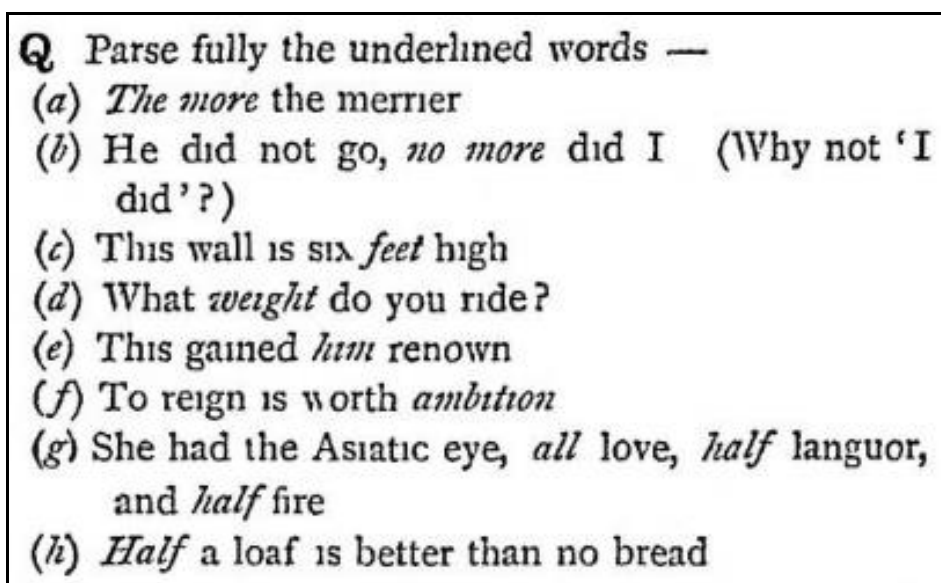 Q Parse fully the underlined words —
(a) The more the merrier
(b) He did not go, no more did I (Why not ‘I
did’?)
(c) This wall is six feet high
(d) What weight do you ride?
(e) This gained him renown
(f) To reign is worth ambition
(g) She had the Asiatic eye, all love, half languor,
and half fire
(h) Half a loaf is better than no bread